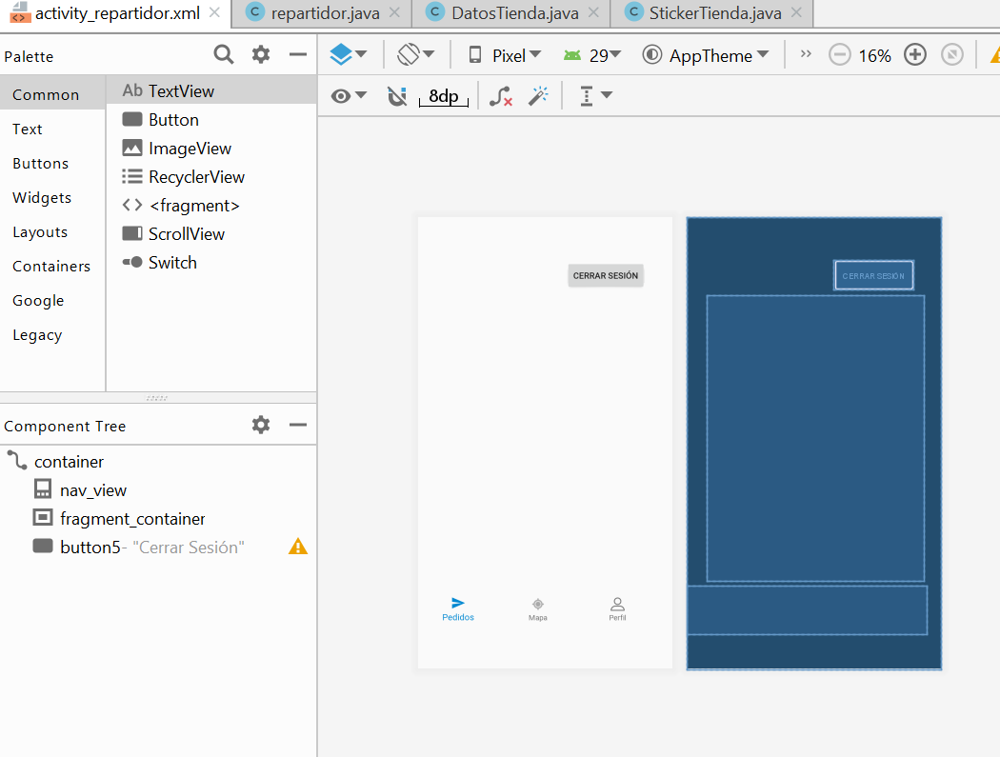 activity_repartidor.xml
repartidor.java
DatosTienda.java
StickerTienda.java
Palette
Pixel
29
AppTheme
16%
Common
Text
Buttons
Widgets
Layouts
Containers
Google
Legacy
Ab TextView
Button
ImageView
RecyclerView
<fragment>
ScrollView
Switch
8dp
Component Tree
container
nav_view
fragment_container
button5- "Cerrar Sesión"
CERRAR SESIÓN
Pedidos
Mapa
Perfil
CERRAR SESIÓN